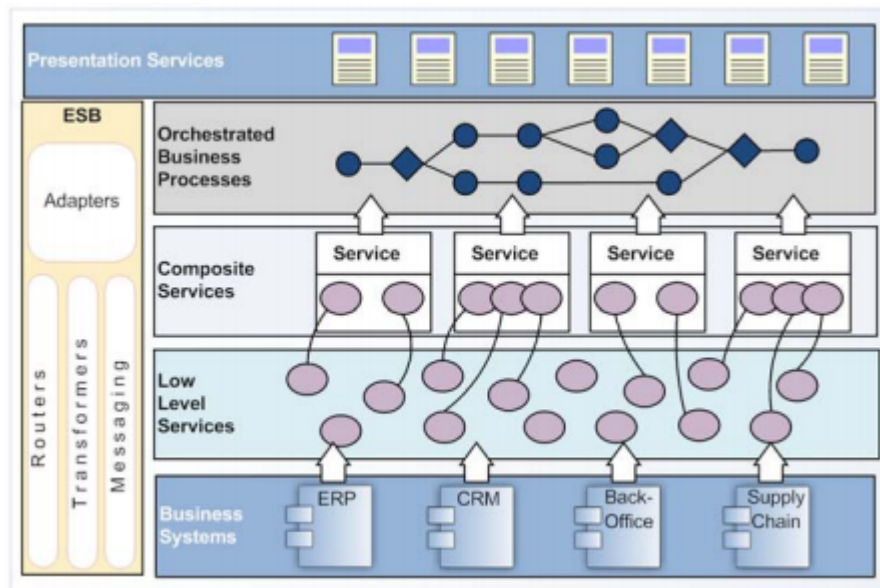 Presentation Services
ESB
Adapters
Routers
Transformers
Messaging
Orchestrated
Business
Processes
Composite
Services
Service
Service
Service
Service
Low
Level
Services
Business
Systems
ERP
CRM
Back-
Office
Supply
Chain